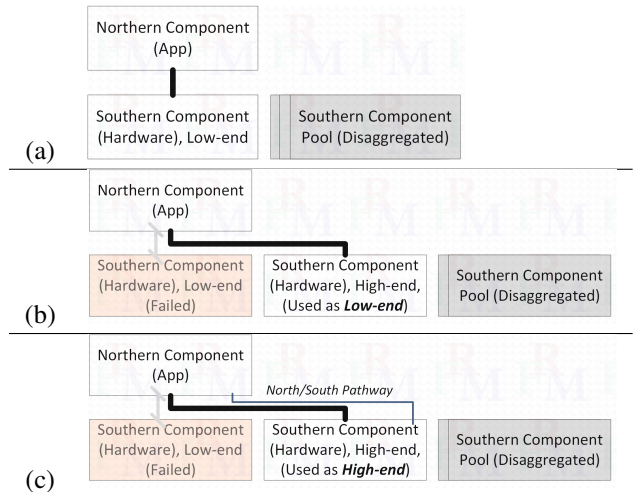 Northern Component
(App)
Southern Component
(Hardware), Low-end
Southern Component
Pool (Disaggregated)
(a)
Northern Component
(App)
Southern Component
(Hardware), Low-end
(Failed)
Southern Component
(Hardware), High-end,
(Used as Low-end)
Southern Component
Pool (Disaggregated)
(b)
Northern Component
(App)
North/South Pathway
Southern Component
(Hardware), Low-end
(Failed)
Southern Component
(Hardware), High-end,
(Used as High-end)
Southern Component
Pool (Disaggregated)
(c)